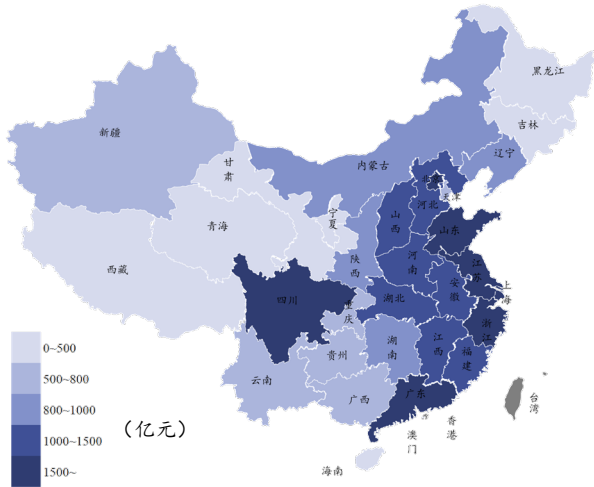 黑龙江
吉林
辽宁
新疆
内蒙古
甘肃
北京
天津
河北
山西
宁夏
青海
山东
陕西
河南
西藏
江苏
安徽
上海
四川
湖北
重庆
浙江
江西
湖南
福建
贵州
云南
广西
广东
台湾
香港
澳门
海南
0~500
500~800
800~1000
1000~1500
1500~
（亿元）